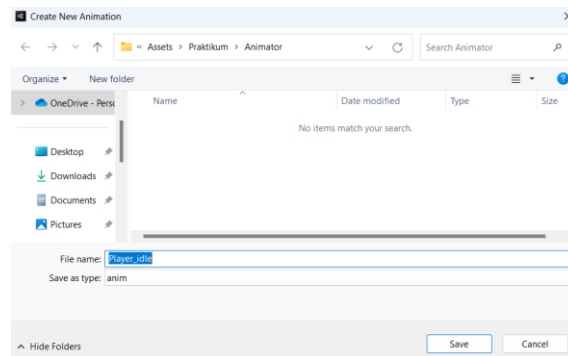 Create New Animation
« Assets > Praktikum > Animator
Search Animator
Organize
New folder
OneDrive - Perso
Name
Date modified
Type
Size
No items match your search.
Desktop
Downloads
Documents
Pictures
File name: Player_idle
Save as type: anim
Hide Folders
Save
Cancel